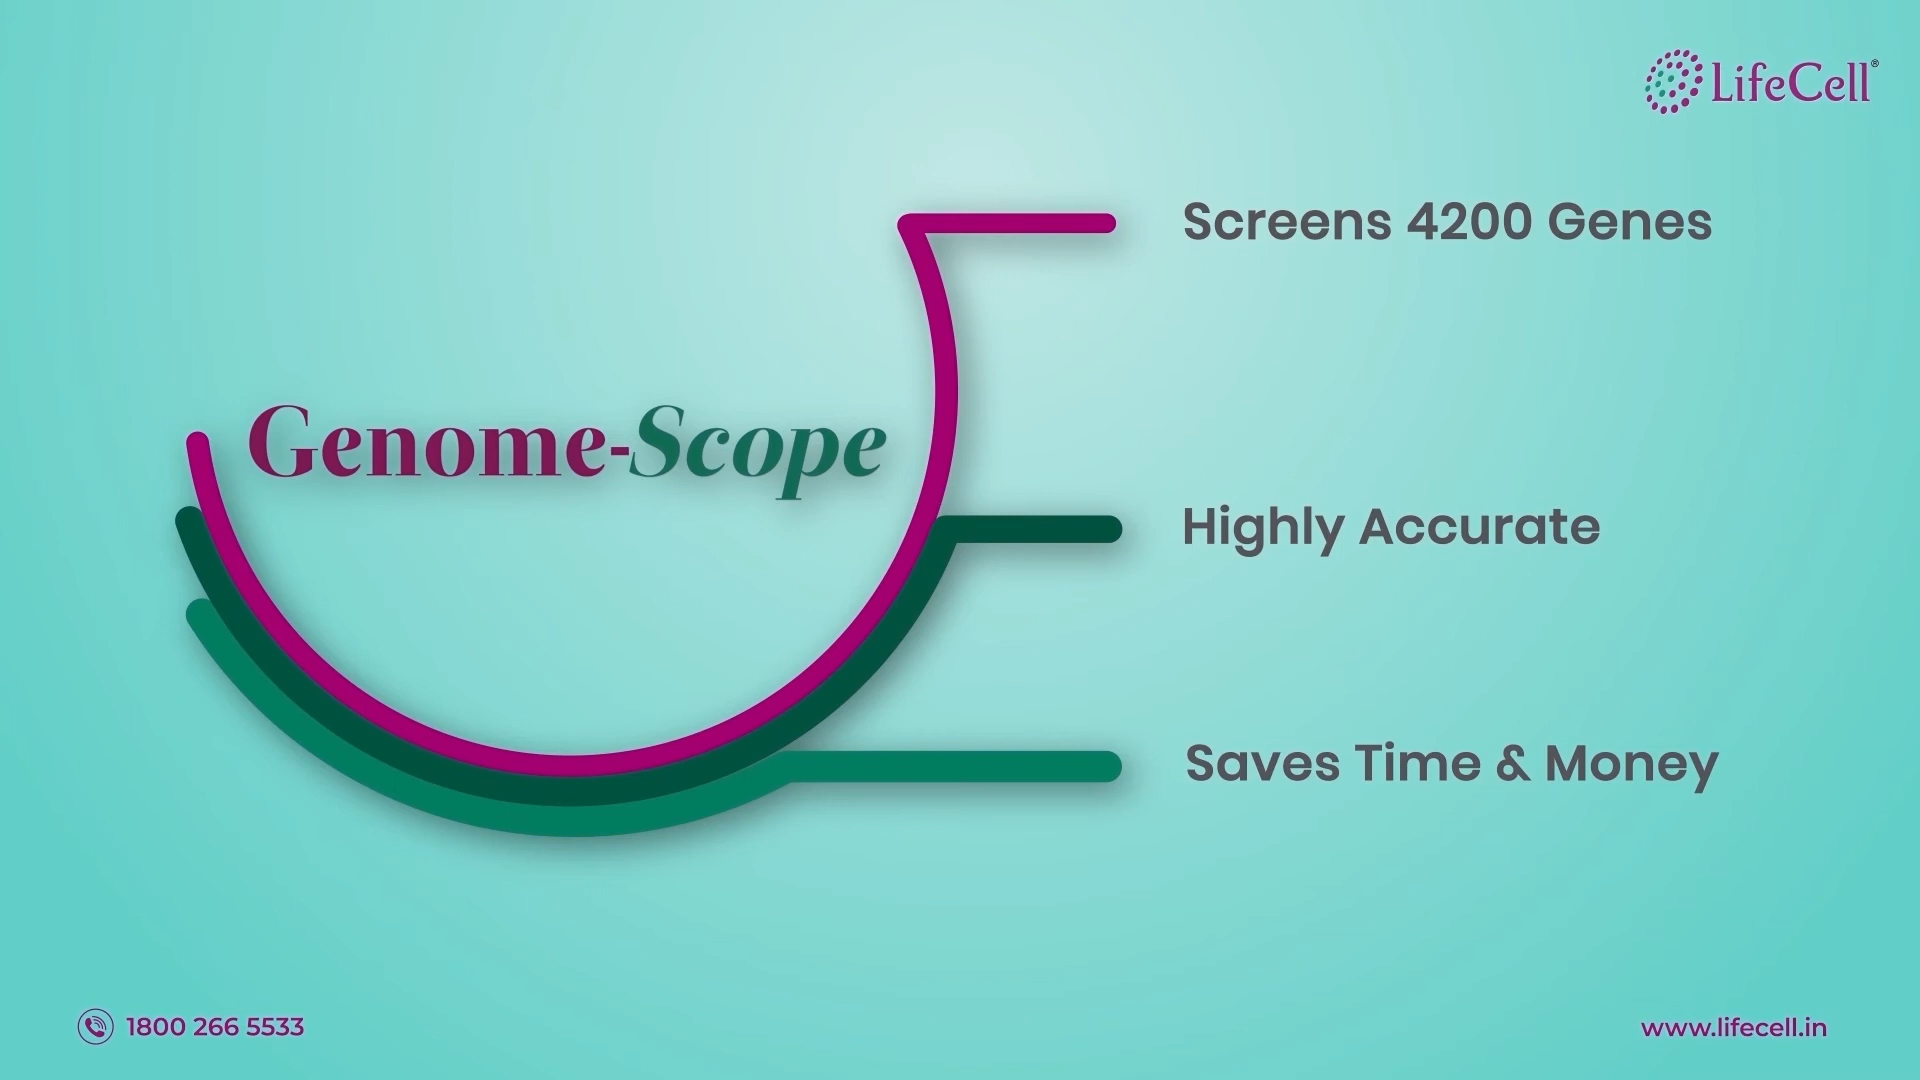 LifeCell®
Screens 4200 Genes
Genome-Scope
Highly Accurate
Saves Time & Money
1800 266 5533
www.lifecell.in